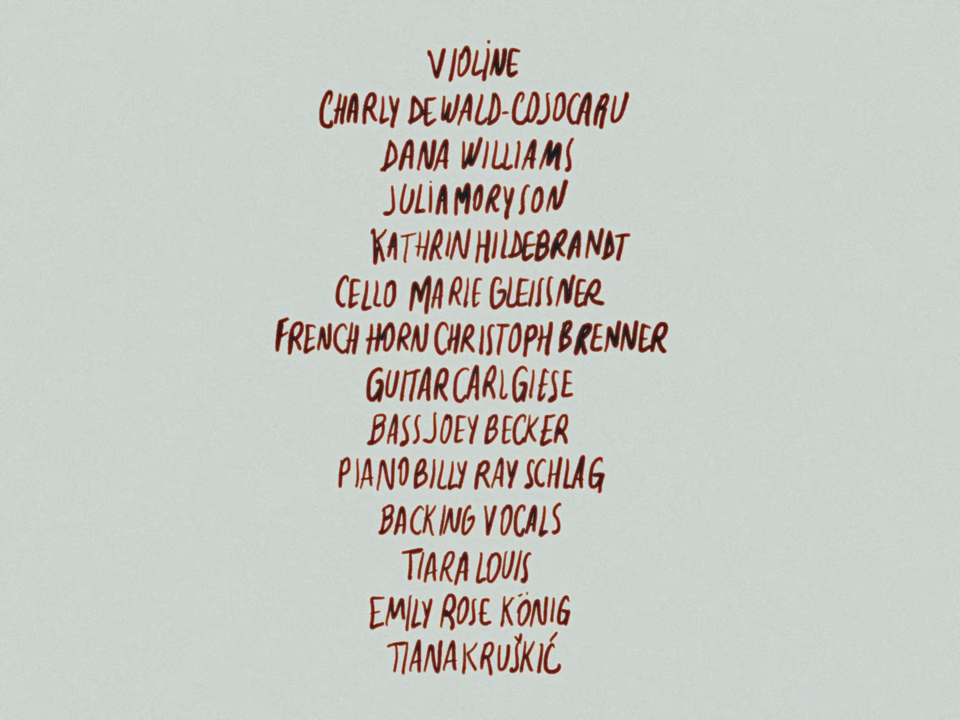 VIOLINE
CHARLY DEWALD-COJOCARU
DANA WILLIAMS
JULIA MORYSON
KATHRIN HILDEBRANDT
CELLO MARIE GLEISSNER
FRENCH HORN CHRISTOPH BRENNER
GUITAR CARL GIESE
BASS JOEY BECKER
PIANO BILLY RAY SCHLAG
BACKING VOCALS
TIARA LOUIS
EMILY ROSE KÖNIG
TIANA KRUŠKIĆ